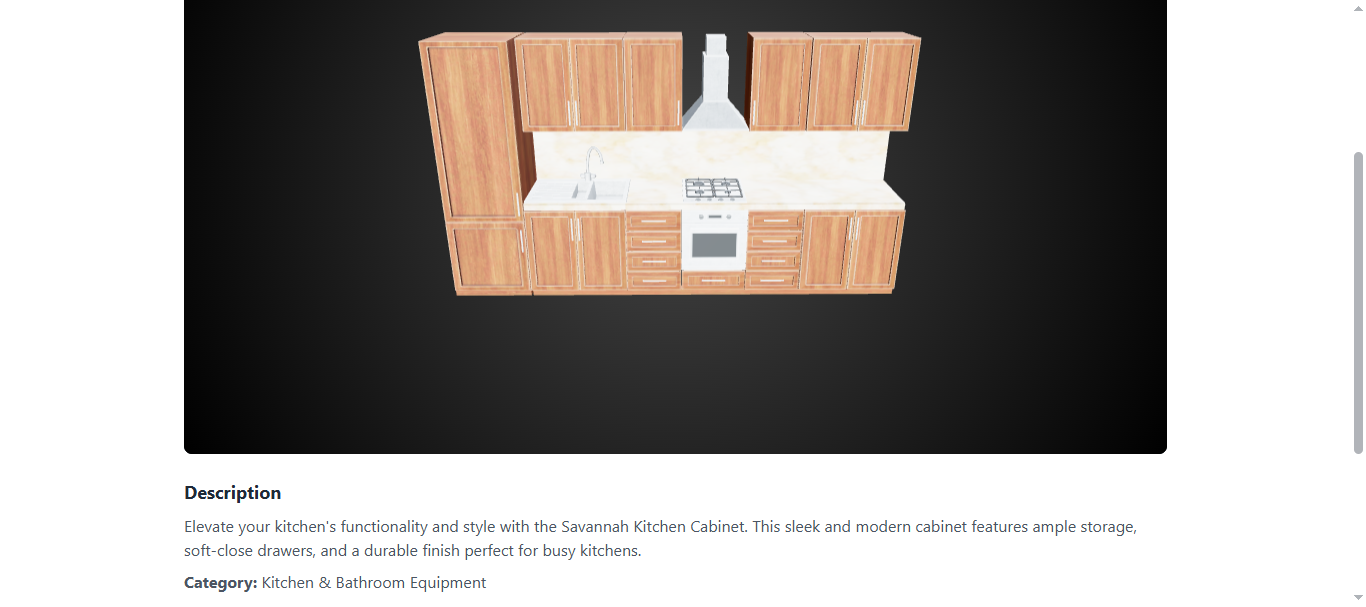 Description
Elevate your kitchen's functionality and style with the Savannah Kitchen Cabinet. This sleek and modern cabinet features ample storage,
soft-close drawers, and a durable finish perfect for busy kitchens.
Category: Kitchen & Bathroom Equipment